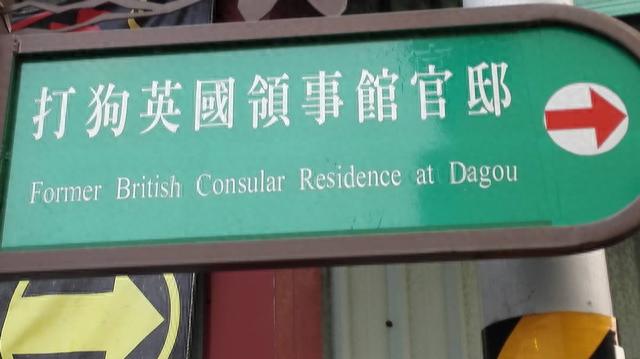 打狗英國領事館官邸
Former British Consular Residence at Dagou